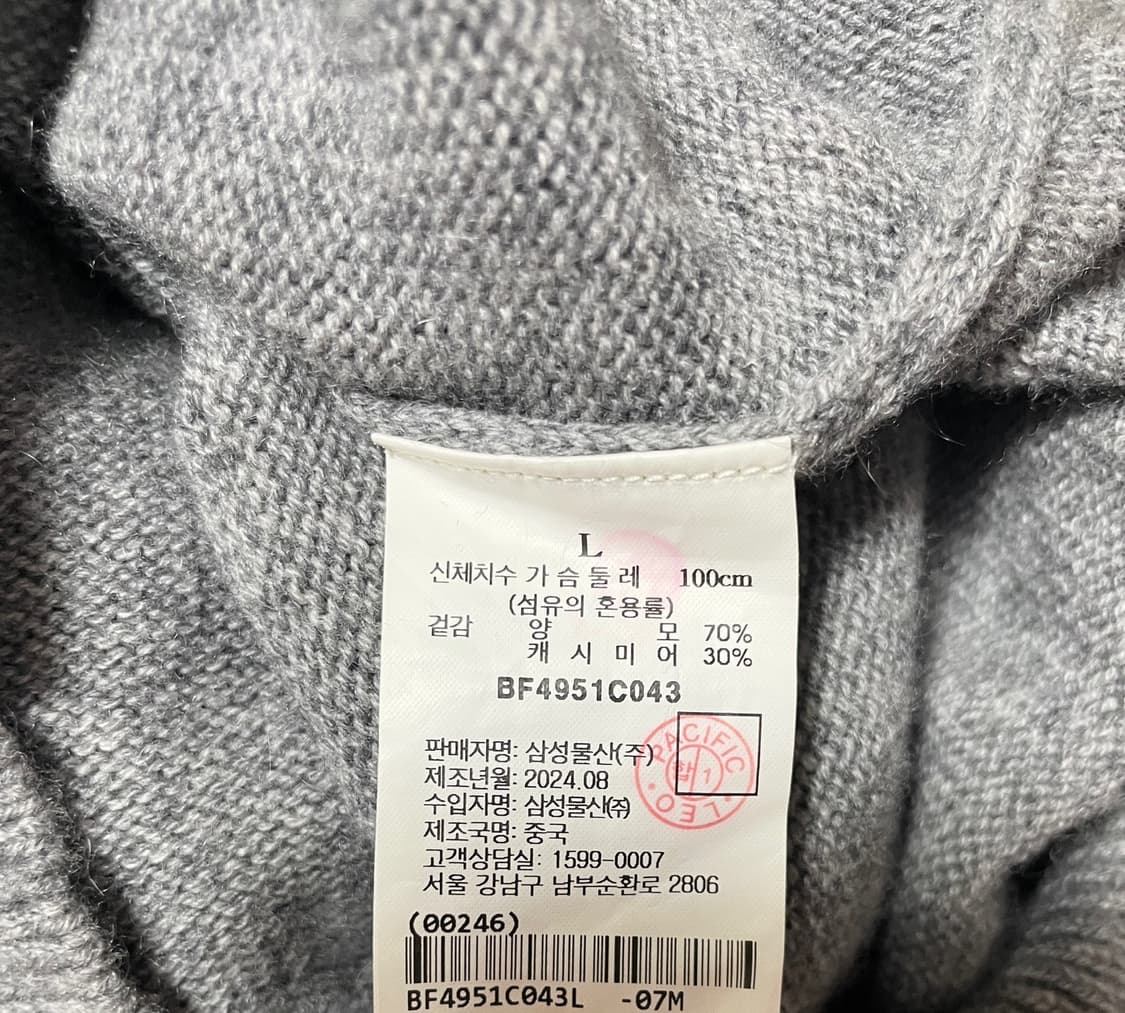 L
신체치수 가 슴 둘 레 100cm
(섬유의 혼용률)
겉감 양 모 70%
캐 시 미 어 30%
BF4951C043
판매자명: 삼성물산(주)
제조년월: 2024.08
수입자명: 삼성물산㈜
제조국명: 중국
고객상담실: 1599-0007
서울 강남구 남부순환로 2806
PACIFIC
합 1
LEO
(00246)
BF4951C043L -07M